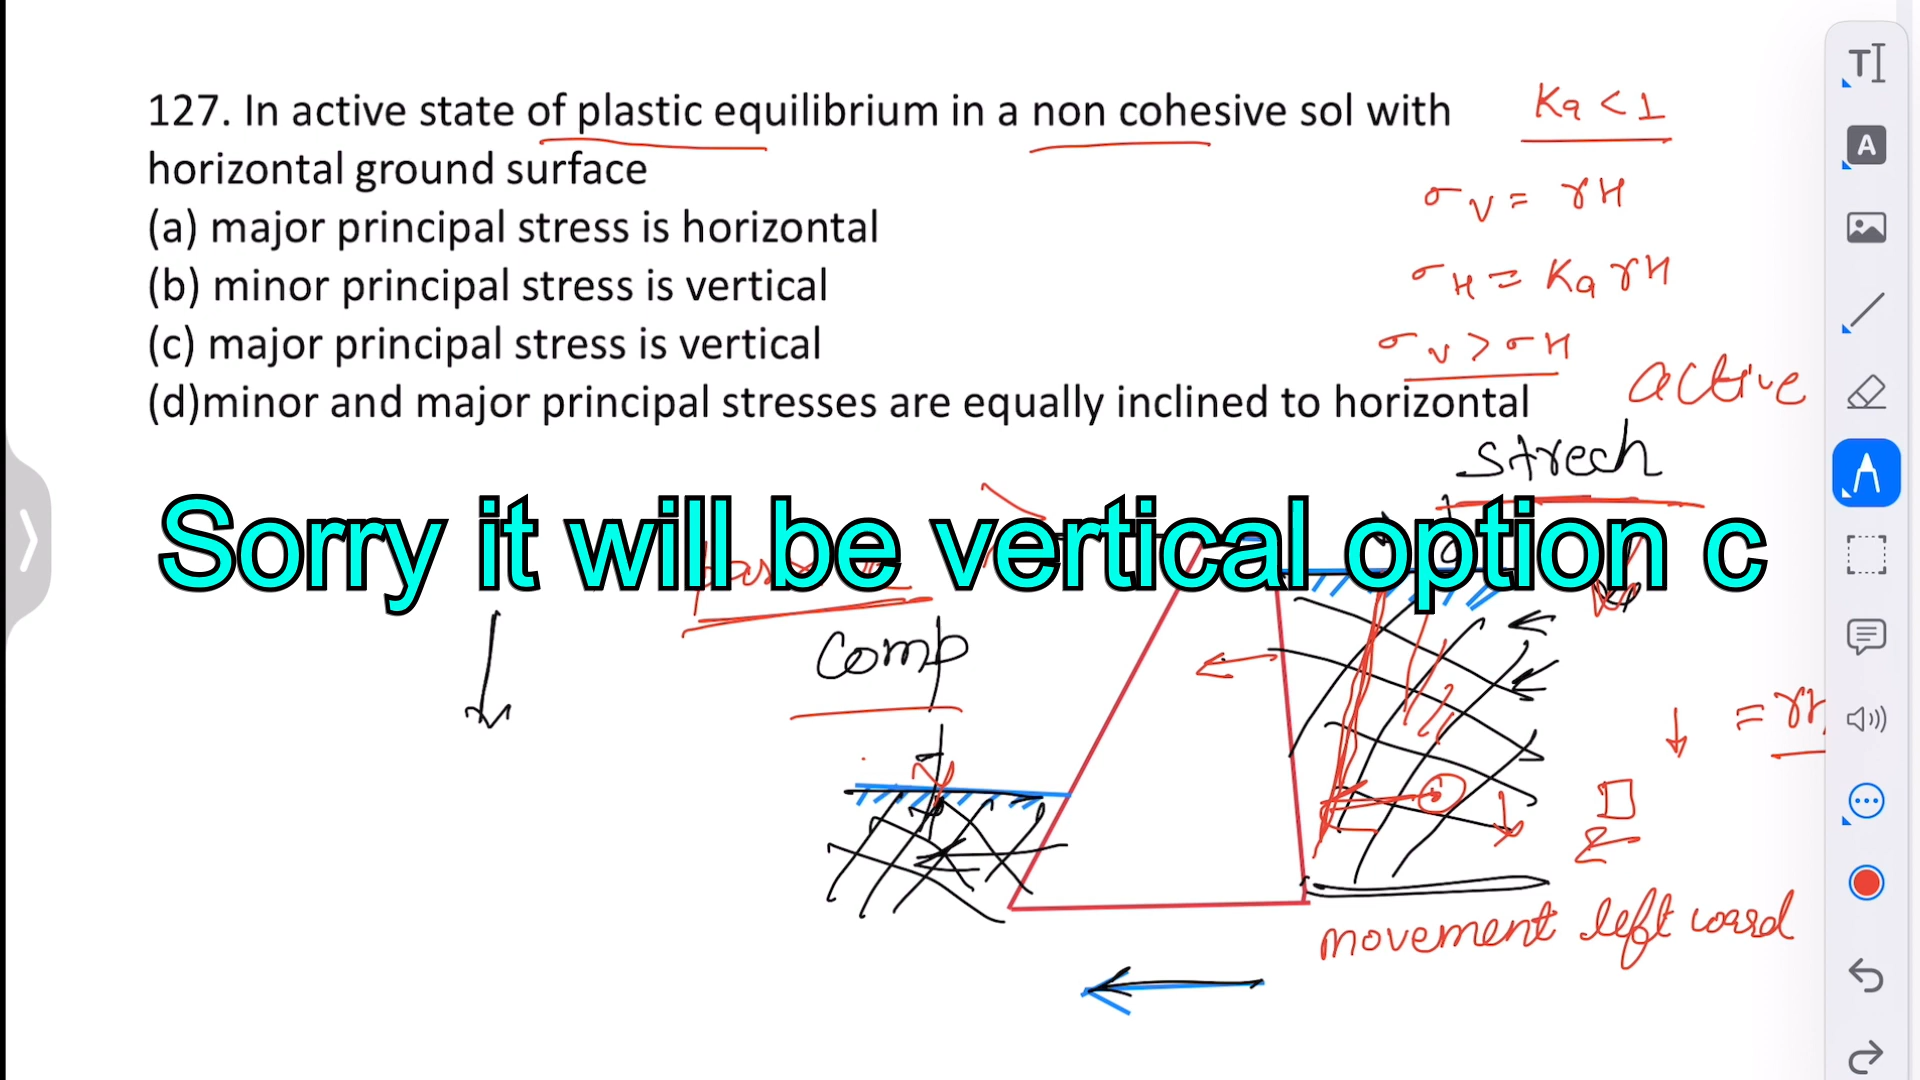 127. In active state of plastic equilibrium in a non cohesive sol with
horizontal ground surface
(a) major principal stress is horizontal
(b) minor principal stress is vertical
(c) major principal stress is vertical
(d)minor and major principal stresses are equally inclined to horizontal
Ka < 1
σv = γH
σH = Ka γH
σv > σH
active
strech
Sorry it will be vertical option c
comp
= γH
movement left ward
T
A